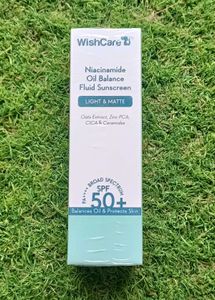 WishCare
Niacinamide
Oil Balance
Fluid Sunscreen
LIGHT & MATTE
Oats Extract, Zinc PCA,
CICA & Ceramides
PA++++ BROAD SPECTRUM
SPF
50+
Balances Oil & Protects Skin